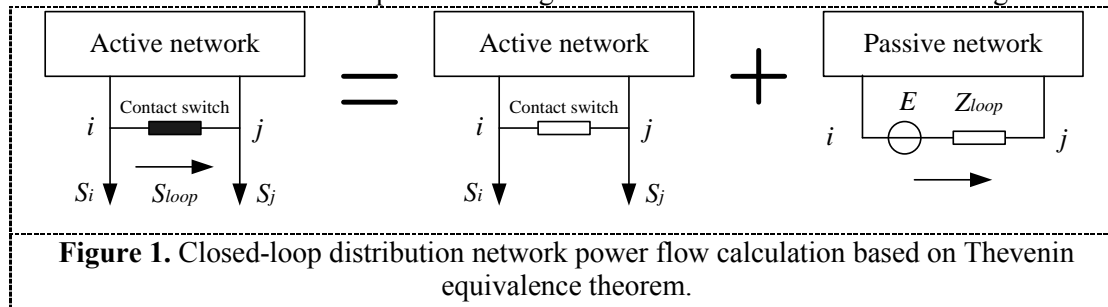 Active network
Active network
Passive network
Contact switch
Contact switch
E
Zloop
i
j
i
j
i
j
Si
Sloop
Sj
Si
Sj
Figure 1. Closed-loop distribution network power flow calculation based on Thevenin
equivalence theorem.